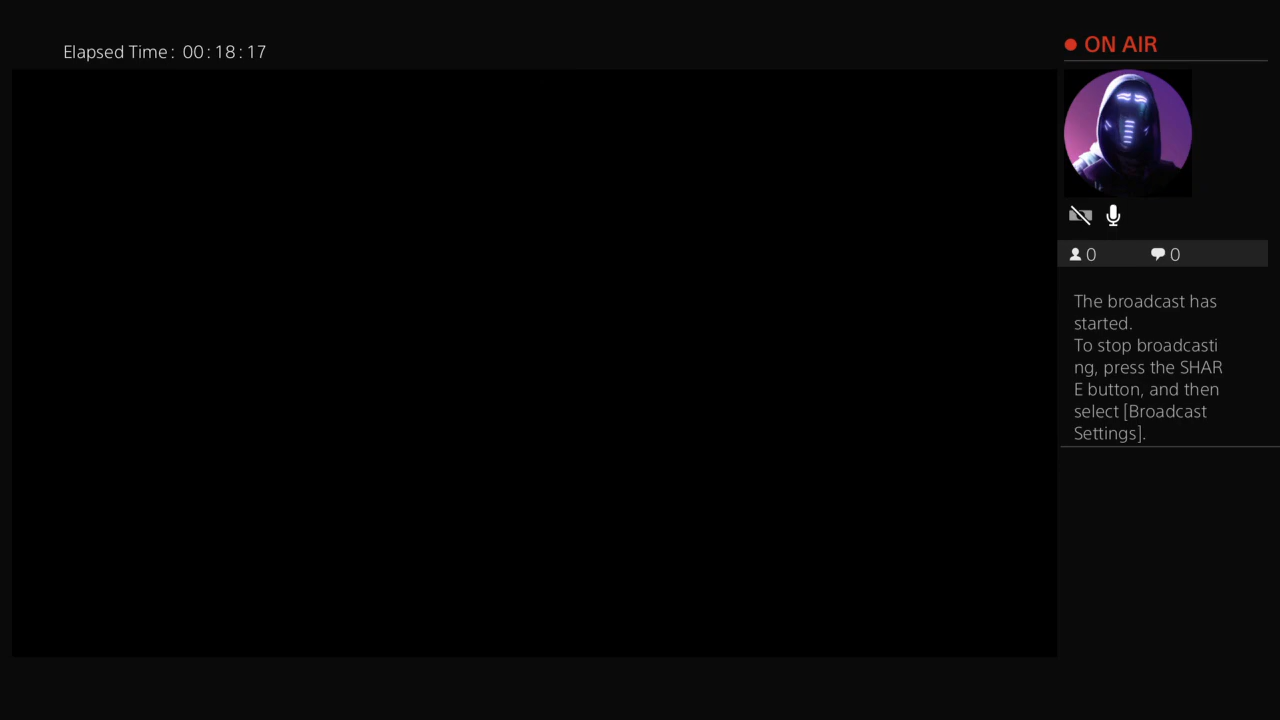 Elapsed Time: 00:18:17
ON AIR
0 0
The broadcast has
started.
To stop broadcasti
ng, press the SHAR
E button, and then
select [Broadcast
Settings].